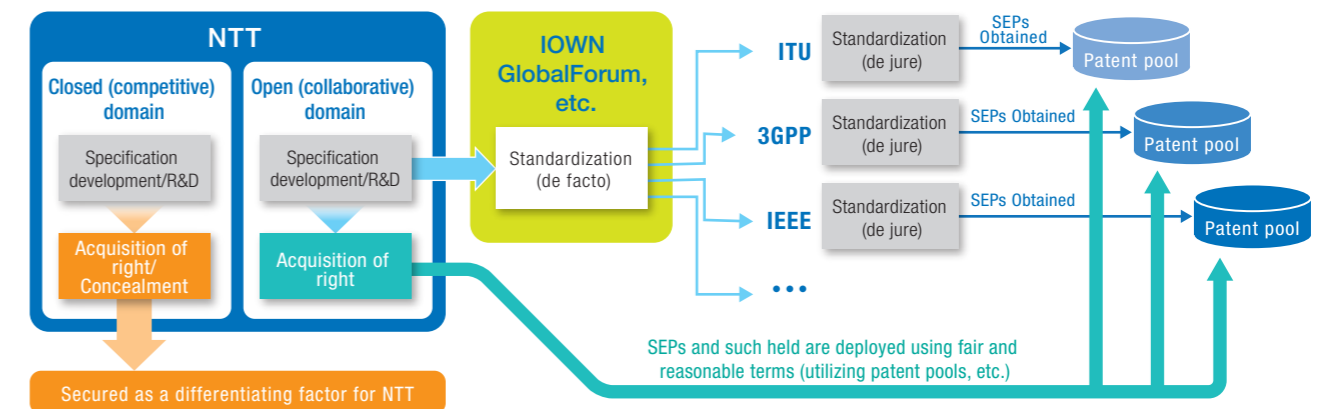 NTT
Closed (competitive)
domain
Specification
development/R&D
Acquisition of
right/
Concealment
Secured as a differentiating factor for NTT
Open (collaborative)
domain
Specification
development/R&D
Acquisition of
right
IOWN
GlobalForum,
etc.
Standardization
(de facto)
ITU
Standardization
(de jure)
SEPs
Obtained
Patent pool
3GPP
Standardization
(de jure)
SEPs Obtained
Patent pool
IEEE
Standardization
(de jure)
SEPs Obtained
Patent pool
•••
SEPs and such held are deployed using fair and
reasonable terms (utilizing patent pools, etc.)